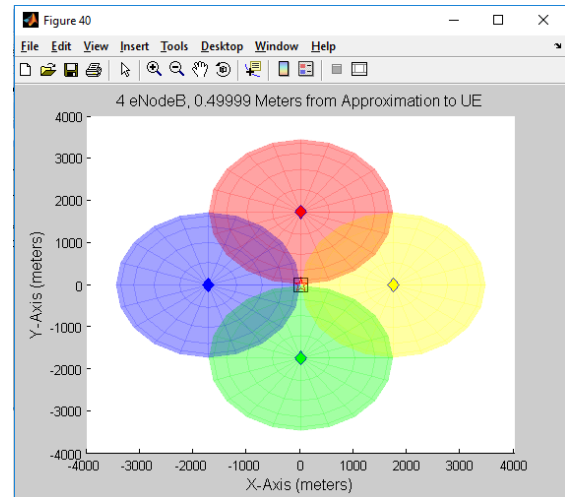 Figure 40
File Edit View Insert Tools Desktop Window Help
4 eNodeB, 0.49999 Meters from Approximation to UE
4000
3000
2000
1000
0
-1000
-2000
-3000
-4000
Y-Axis (meters)
-4000 -3000 -2000 -1000 0 1000 2000 3000 4000
X-Axis (meters)